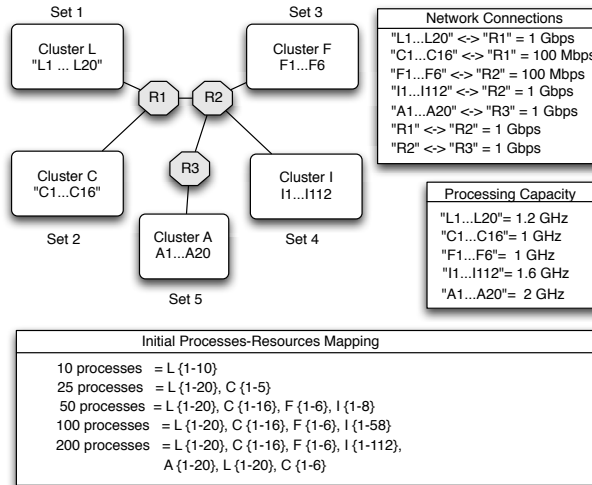 Set 1
Set 3
Cluster L
"L1 ... L20"
Cluster F
F1...F6
R1
R2
R3
Cluster C
"C1...C16"
Cluster I
I1...I112
Set 2
Cluster A
A1...A20
Set 4
Set 5
Network Connections
"L1...L20" <-> "R1" = 1 Gbps
"C1...C16" <-> "R1" = 100 Mbps
"F1...F6" <-> "R2" = 100 Mbps
"I1...I112" <-> "R2" = 1 Gbps
"A1...A20" <-> "R3" = 1 Gbps
"R1" <-> "R2" = 1 Gbps
"R2" <-> "R3" = 1 Gbps
Processing Capacity
"L1...L20"= 1.2 GHz
"C1...C16"= 1 GHz
"F1...F6"= 1 GHz
"I1...I112"= 1.6 GHz
"A1...A20"= 2 GHz
Initial Processes-Resources Mapping
10 processes = L {1-10}
25 processes = L {1-20}, C {1-5}
50 processes = L {1-20}, C {1-16}, F {1-6}, I {1-8}
100 processes = L {1-20}, C {1-16}, F {1-6}, I {1-58}
200 processes = L {1-20}, C {1-16}, F {1-6}, I {1-112},
A {1-20}, L {1-20}, C {1-6}